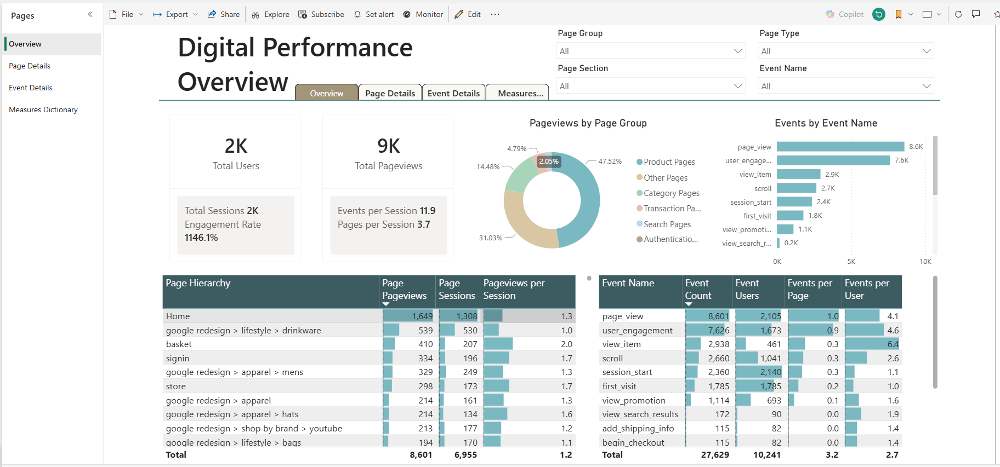 Pages
Overview
Page Details
Event Details
Measures Dictionary
File
Export
Share
Explore
Subscribe
Set alert
Monitor
Edit
Copilot
Digital Performance
Overview
Overview
Page Details
Event Details
Measures...
Page Group
All
Page Type
All
Page Section
All
Event Name
All
2K
Total Users
Total Sessions 2K
Engagement Rate
1146.1%
9K
Total Pageviews
Events per Session 11.9
Pages per Session 3.7
Pageviews by Page Group
4.79%
2.05%
14.48%
47.52%
31.03%
Product Pages
Other Pages
Category Pages
Transaction Pa...
Search Pages
Authenticatio...
Events by Event Name
page_view 8.6K
user_engage... 7.6K
view_item 2.9K
scroll 2.7K
session_start 2.4K
first_visit 1.8K
view_promoti... 1.1K
view_search_r... 0.2K
0K 5K 10K
Page Hierarchy Page Pageviews Page Sessions Pageviews per Session
Home 1,649 1,308 1.3
google redesign > lifestyle > drinkware 539 530 1.0
basket 410 207 2.0
signin 334 196 1.7
google redesign > apparel > mens 329 249 1.3
store 298 173 1.7
google redesign > apparel 214 161 1.3
google redesign > apparel > hats 214 134 1.6
google redesign > shop by brand > youtube 213 177 1.2
google redesign > lifestyle > bags 194 170 1.1
Total 8,601 6,955 1.2
Event Name Event Count Event Users Events per Page Events per User
page_view 8,601 2,105 1.0 4.1
user_engagement 7,626 1,673 0.9 4.6
view_item 2,938 461 0.3 6.4
scroll 2,660 1,041 0.3 2.6
session_start 2,360 2,140 0.3 1.1
first_visit 1,785 1,785 0.2 1.0
view_promotion 1,114 693 0.1 1.6
view_search_results 172 90 0.0 1.9
add_shipping_info 115 82 0.0 1.4
begin_checkout 115 82 0.0 1.4
Total 27,629 10,241 3.2 2.7